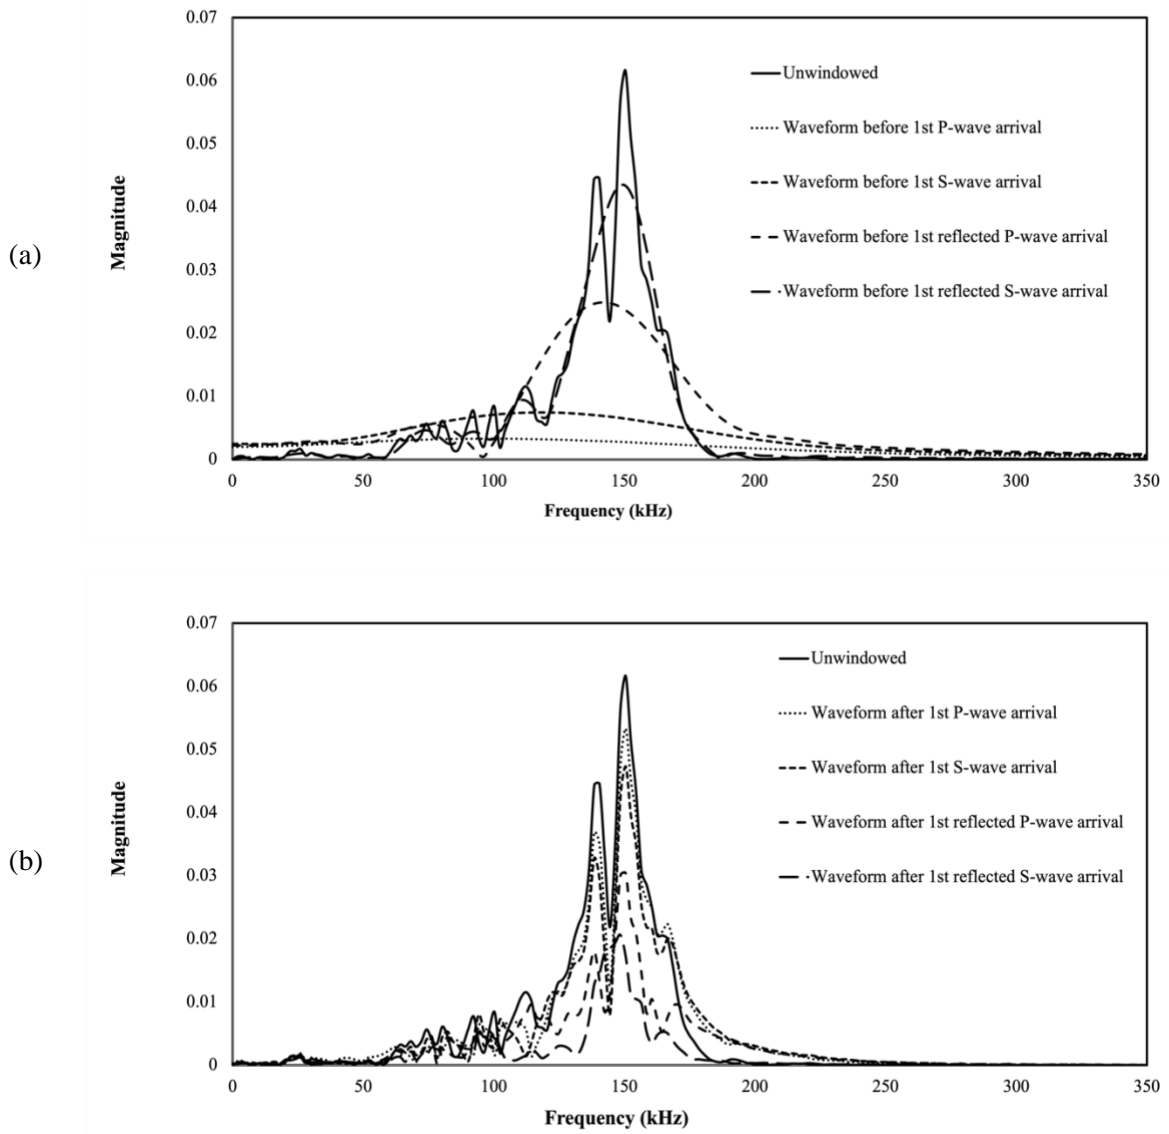 (a)
Magnitude
0.07
0.06
0.05
0.04
0.03
0.02
0.01
0
0 50 100 150 200 250 300 350
Frequency (kHz)
Unwindowed
Waveform before 1st P-wave arrival
Waveform before 1st S-wave arrival
Waveform before 1st reflected P-wave arrival
Waveform before 1st reflected S-wave arrival
(b)
Magnitude
0.07
0.06
0.05
0.04
0.03
0.02
0.01
0
0 50 100 150 200 250 300 350
Frequency (kHz)
Unwindowed
Waveform after 1st P-wave arrival
Waveform after 1st S-wave arrival
Waveform after 1st reflected P-wave arrival
Waveform after 1st reflected S-wave arrival